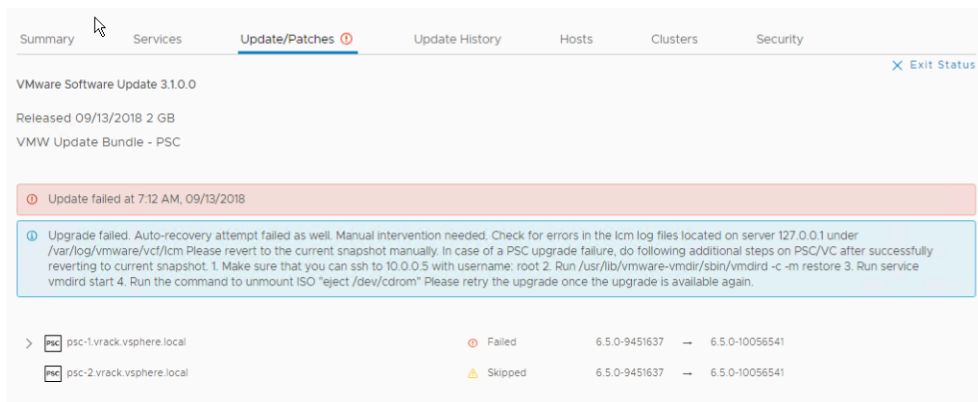 Summary Services Update/Patches Update History Hosts Clusters Security
Exit Status
VMware Software Update 3.1.0.0
Released 09/13/2018 2 GB
VMW Update Bundle - PSC
Update failed at 7:12 AM, 09/13/2018
Upgrade failed. Auto-recovery attempt failed as well. Manual intervention needed. Check for errors in the lcm log files located on server 127.0.0.1 under
/var/log/vmware/vcf/lcm Please revert to the current snapshot manually. In case of a PSC upgrade failure, do following additional steps on PSC/VC after successfully
reverting to current snapshot. 1. Make sure that you can ssh to 10.0.0.5 with username: root 2. Run /usr/lib/vmware-vmdir/sbin/vmdird -c -m restore 3. Run service
vmdird start 4. Run the command to unmount ISO "eject /dev/cdrom" Please retry the upgrade once the upgrade is available
again.
PSC psc-1.vrack.vsphere.local Failed 6.5.0-9451637 → 6.5.0-10056541
PSC psc-2.vrack.vsphere.local Skipped 6.5.0-9451637 → 6.5.0-10056541